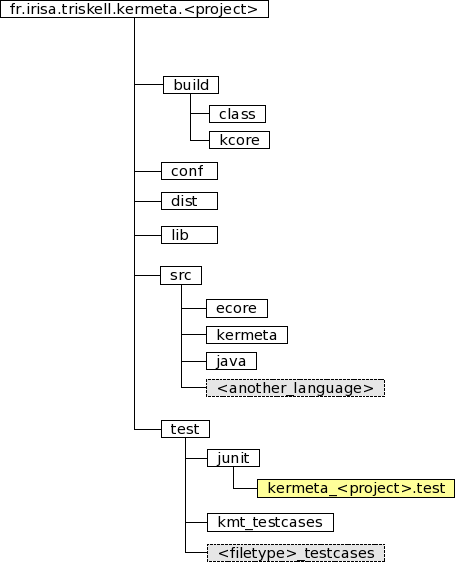 fr.irisa.triskell.kermeta.<project>
build
class
kcore
conf
dist
lib
src
ecore
kermeta
java
<another_language>
test
junit
kermeta_<project>.test
kmt_testcases
<filetype>_testcases